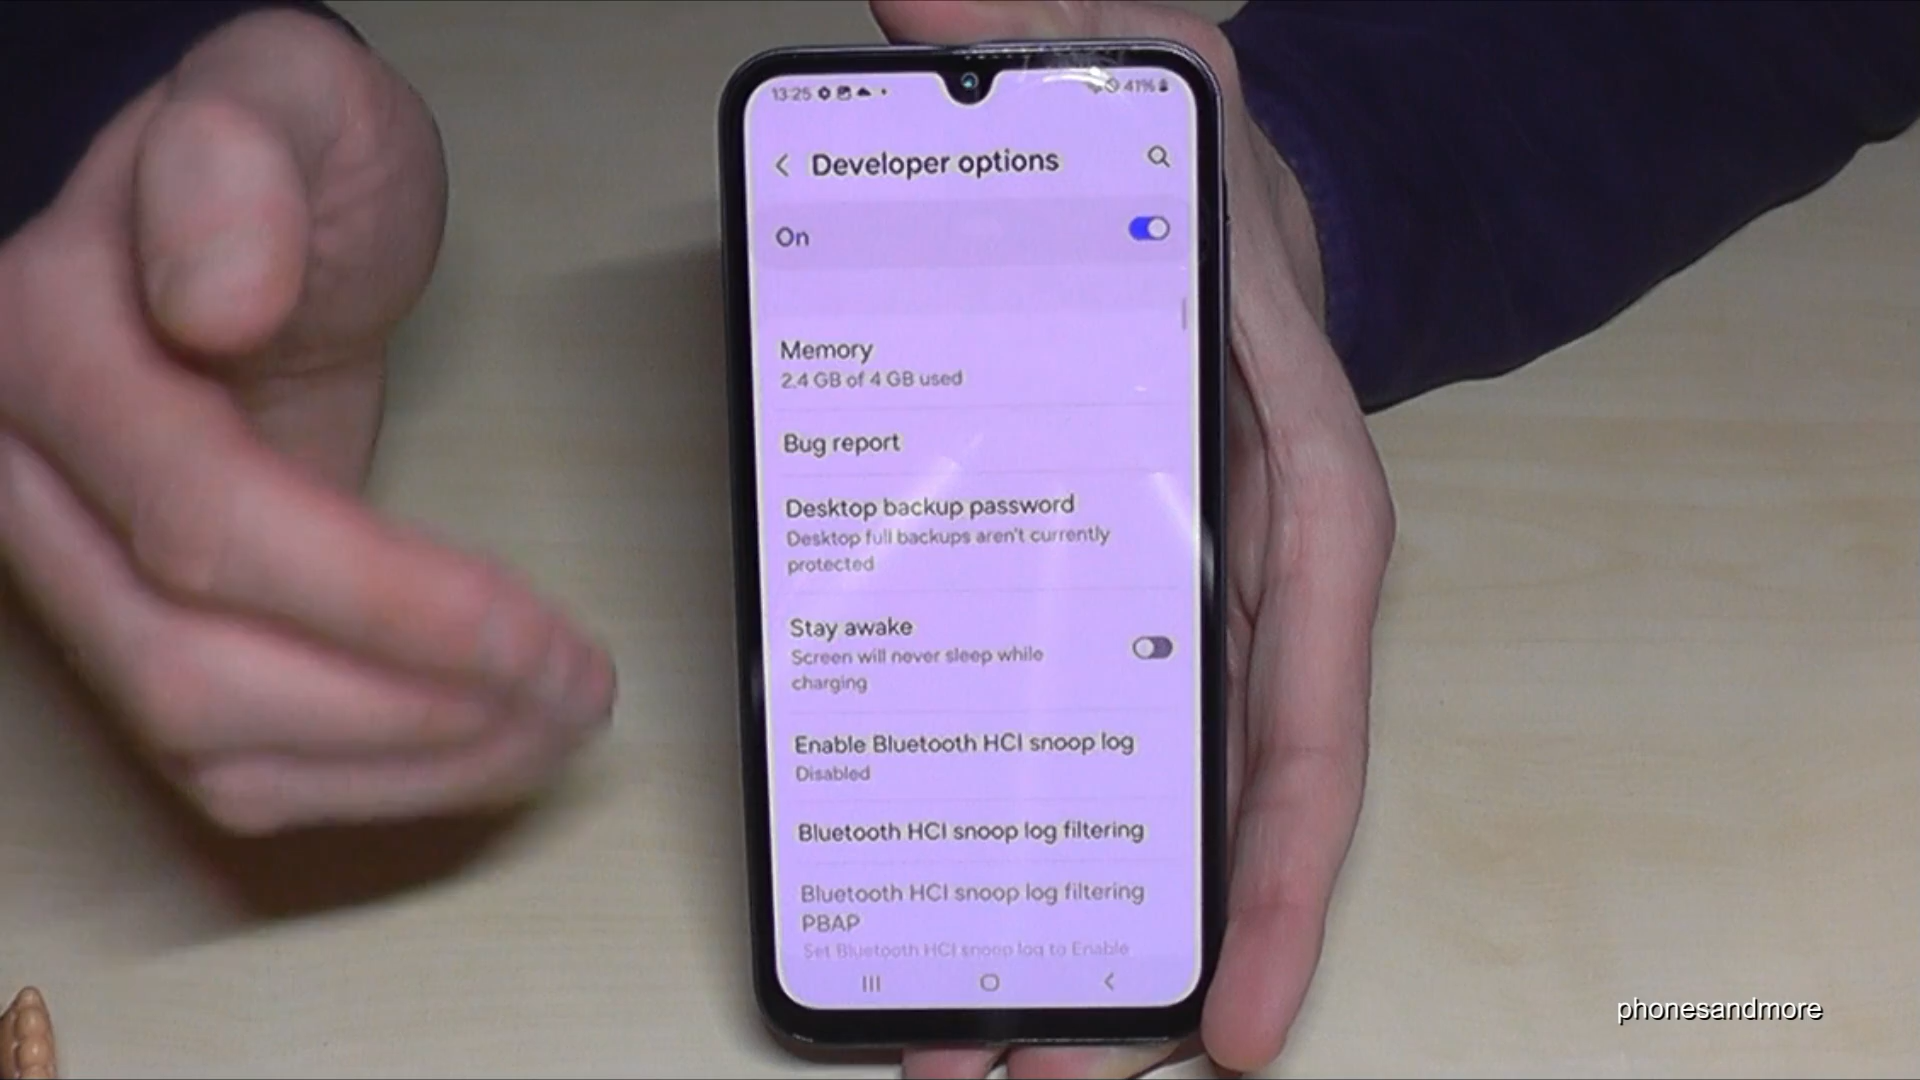 13:25
41%
Developer options
On
Memory
2.4 GB of 4 GB used
Bug report
Desktop backup password
Desktop full backups aren't currently
protected
Stay awake
Screen will never sleep while
charging
Enable Bluetooth HCI snoop log
Disabled
Bluetooth HCI snoop log filtering
Bluetooth HCI snoop log filtering
PBAP
Set Bluetooth HCI snoop log to Enable
phonesandmore